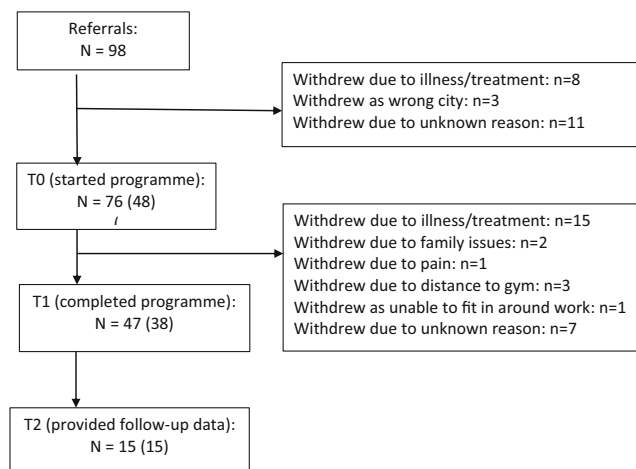 Referrals:
N = 98
Withdrew due to illness/treatment: n=8
Withdrew as wrong city: n=3
Withdrew due to unknown reason: n=11
T0 (started programme):
N = 76 (48)
Withdrew due to illness/treatment: n=15
Withdrew due to family issues: n=2
Withdrew due to pain: n=1
Withdrew due to distance to gym: n=3
Withdrew as unable to fit in around work: n=1
Withdrew due to unknown reason: n=7
T1 (completed programme):
N = 47 (38)
T2 (provided follow-up data):
N = 15 (15)